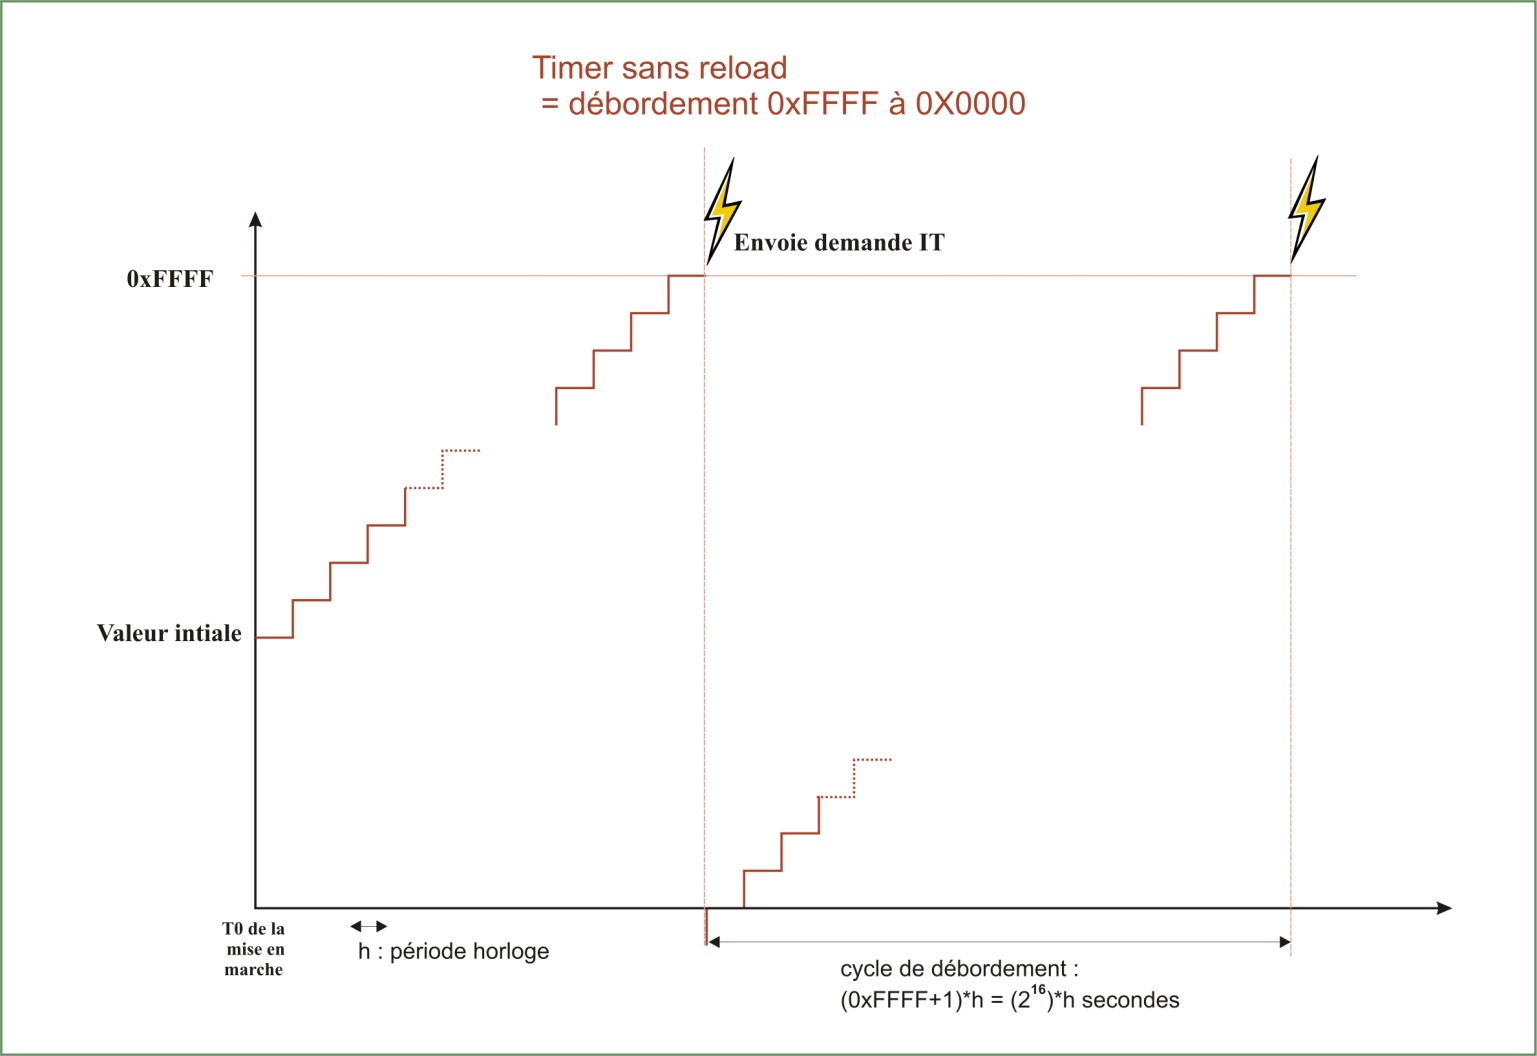 Timer sans reload
= débordement 0xFFFF à 0X0000
Envoie demande IT
0xFFFF
Valeur intiale
T0 de la
mise en
marche
h : période horloge
cycle de débordement :
(0xFFFF+1)*h = (2¹⁶)*h secondes